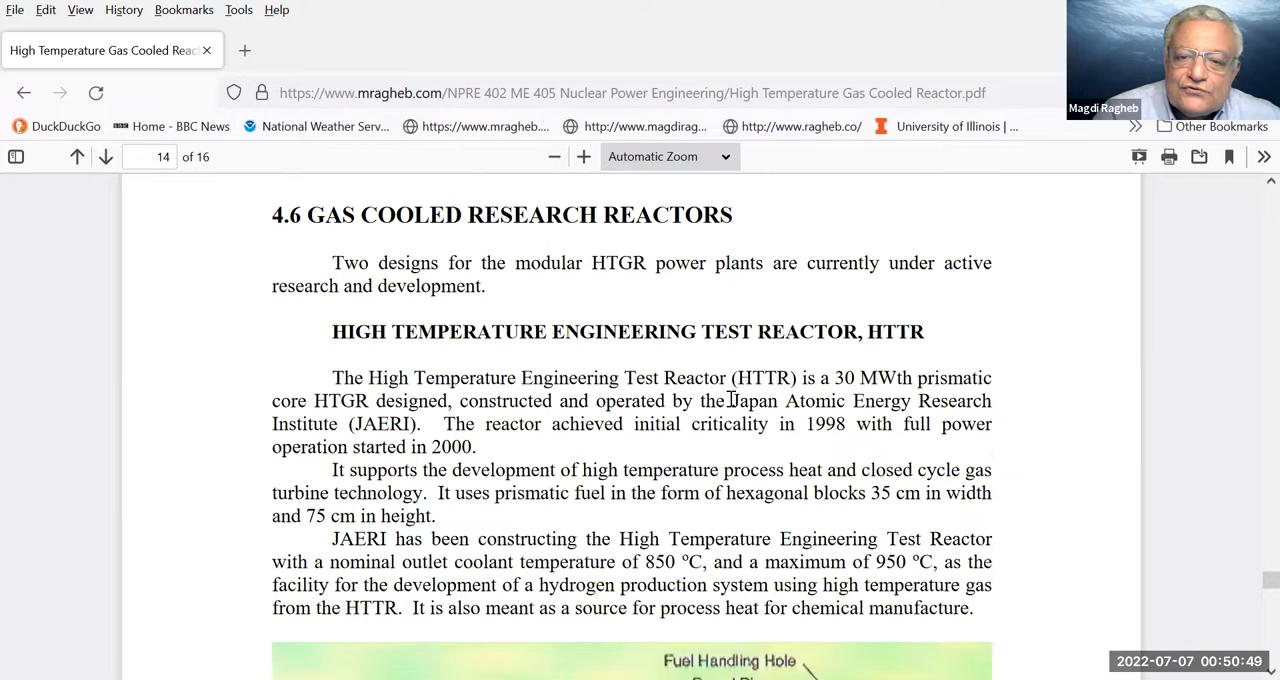 File Edit View History Bookmarks Tools Help
High Temperature Gas Cooled Reac
https://www.mragheb.com/NPRE 402 ME 405 Nuclear Power Engineering/High Temperature Gas Cooled Reactor.pdf
Magdi Ragheb
DuckDuckGo BBC Home - BBC News National Weather Serv... https://www.mragheb.... http://www.magdirag... http://www.ragheb.co/ University of Illinois |... Other Bookmarks
14 of 16 Automatic Zoom
4.6 GAS COOLED RESEARCH REACTORS
Two designs for the modular HTGR power plants are currently under active
research and development.
HIGH TEMPERATURE ENGINEERING TEST REACTOR, HTTR
The High Temperature Engineering Test Reactor (HTTR) is a 30 MWth prismatic
core HTGR designed, constructed and operated by the Japan Atomic Energy Research
Institute (JAERI). The reactor achieved initial criticality in 1998 with full power
operation started in 2000.
It supports the development of high temperature process heat and closed cycle gas
turbine technology. It uses prismatic fuel in the form of hexagonal blocks 35 cm in width
and 75 cm in height.
JAERI has been constructing the High Temperature Engineering Test Reactor
with a nominal outlet coolant temperature of 850 ºC, and a maximum of 950 ºC, as the
facility for the development of a hydrogen production system using high temperature gas
from the HTTR. It is also meant as a source for process heat for chemical manufacture.
Fuel Handling Hole
2022-07-07 00:50:49